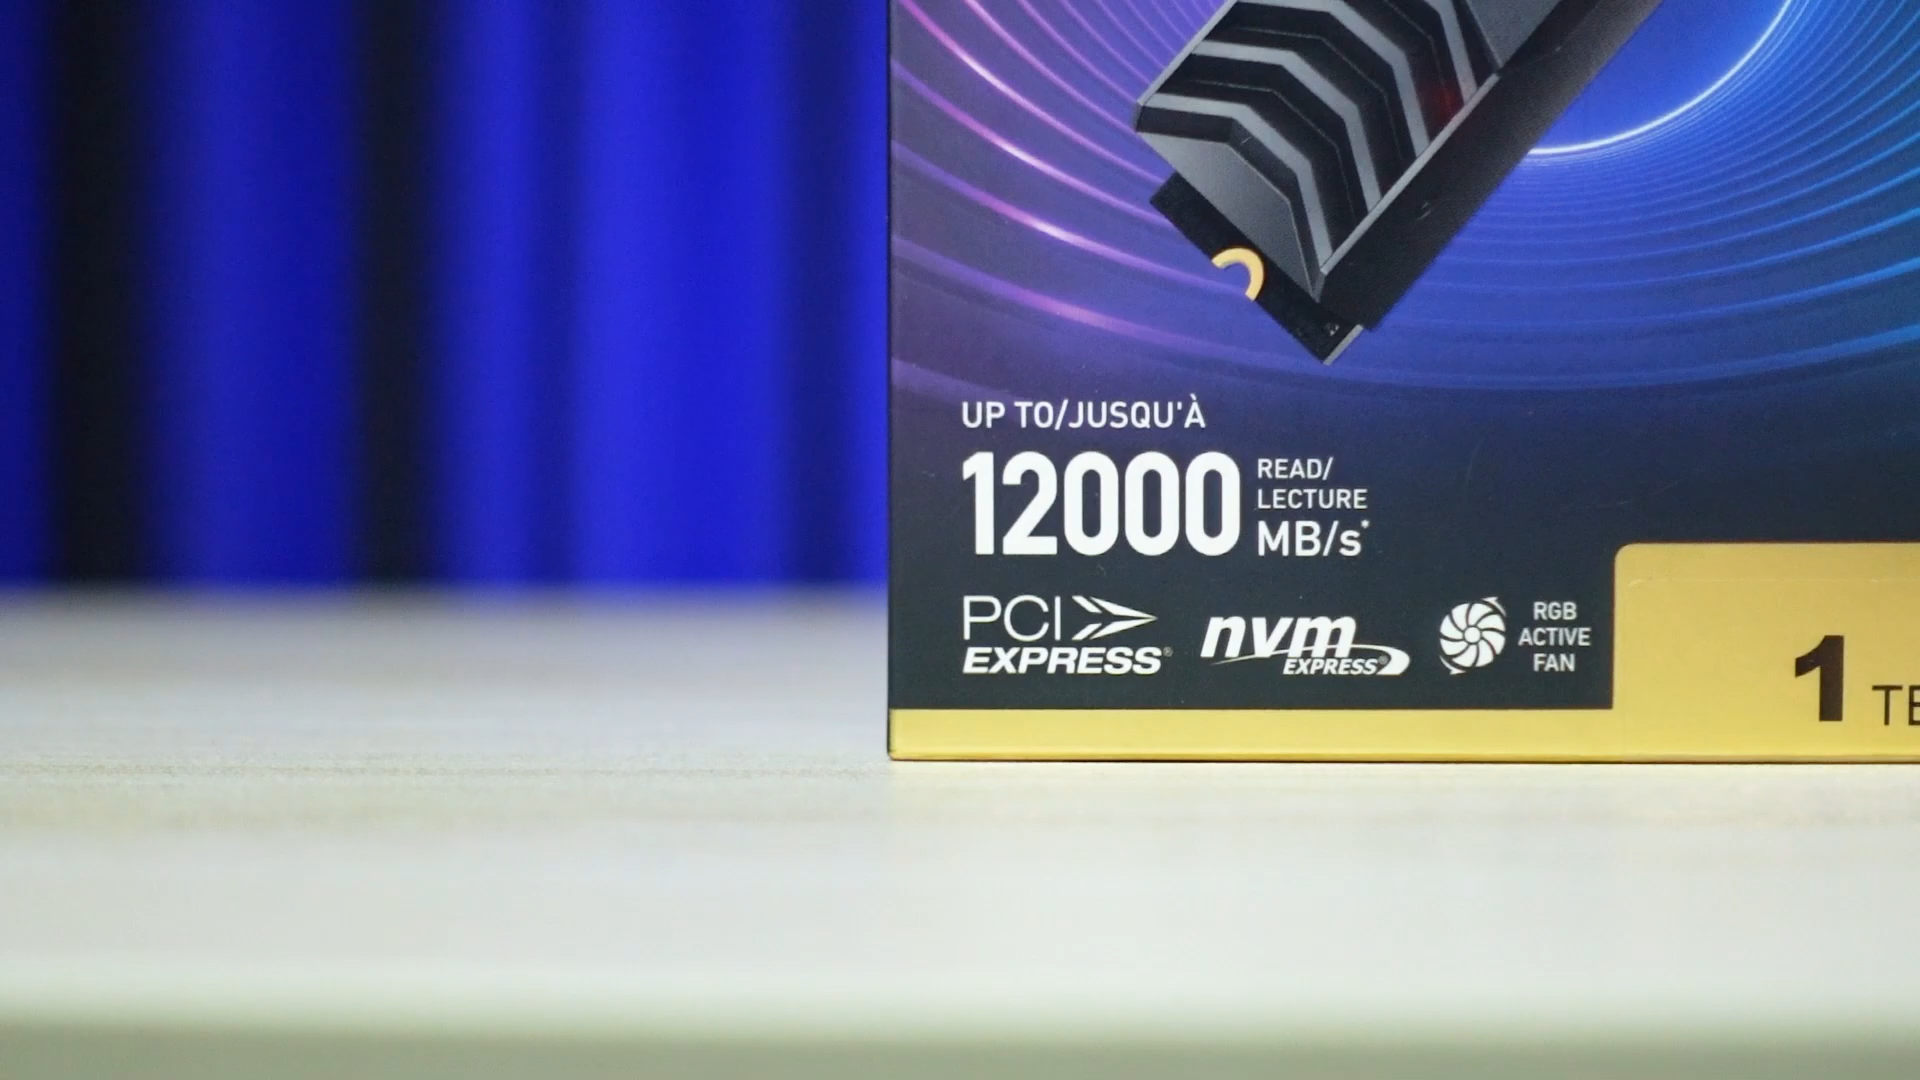 UP TO/JUSQU'À
12000 READ/
LECTURE
MB/s*
PCI
EXPRESS®
nvm
EXPRESS®
RGB
ACTIVE
FAN
1